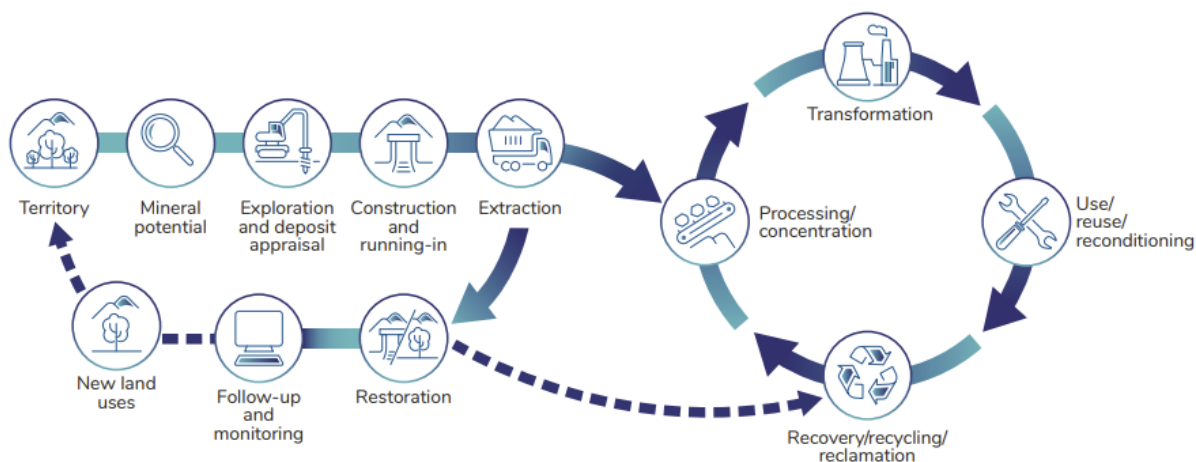 Territory
Mineral
potential
Exploration
and deposit
appraisal
Construction
and
running-in
Extraction
Processing/
concentration
Transformation
Use/
reuse/
reconditioning
Recovery/recycling/
reclamation
Restoration
Follow-up
and
monitoring
New land
uses